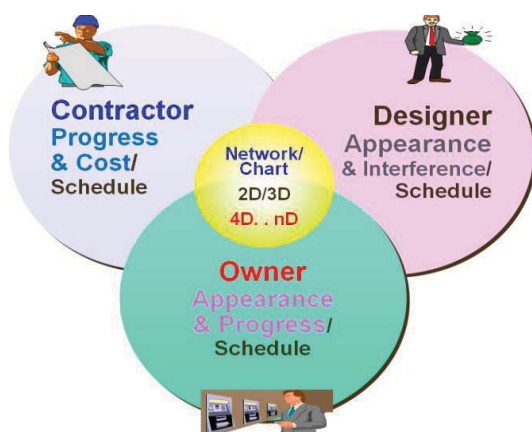 Contractor
Progress
& Cost/
Schedule
Designer
Appearance
& Interference/
Schedule
Network/
Chart
2D/3D
4D. . nD
Owner
Appearance
& Progress/
Schedule